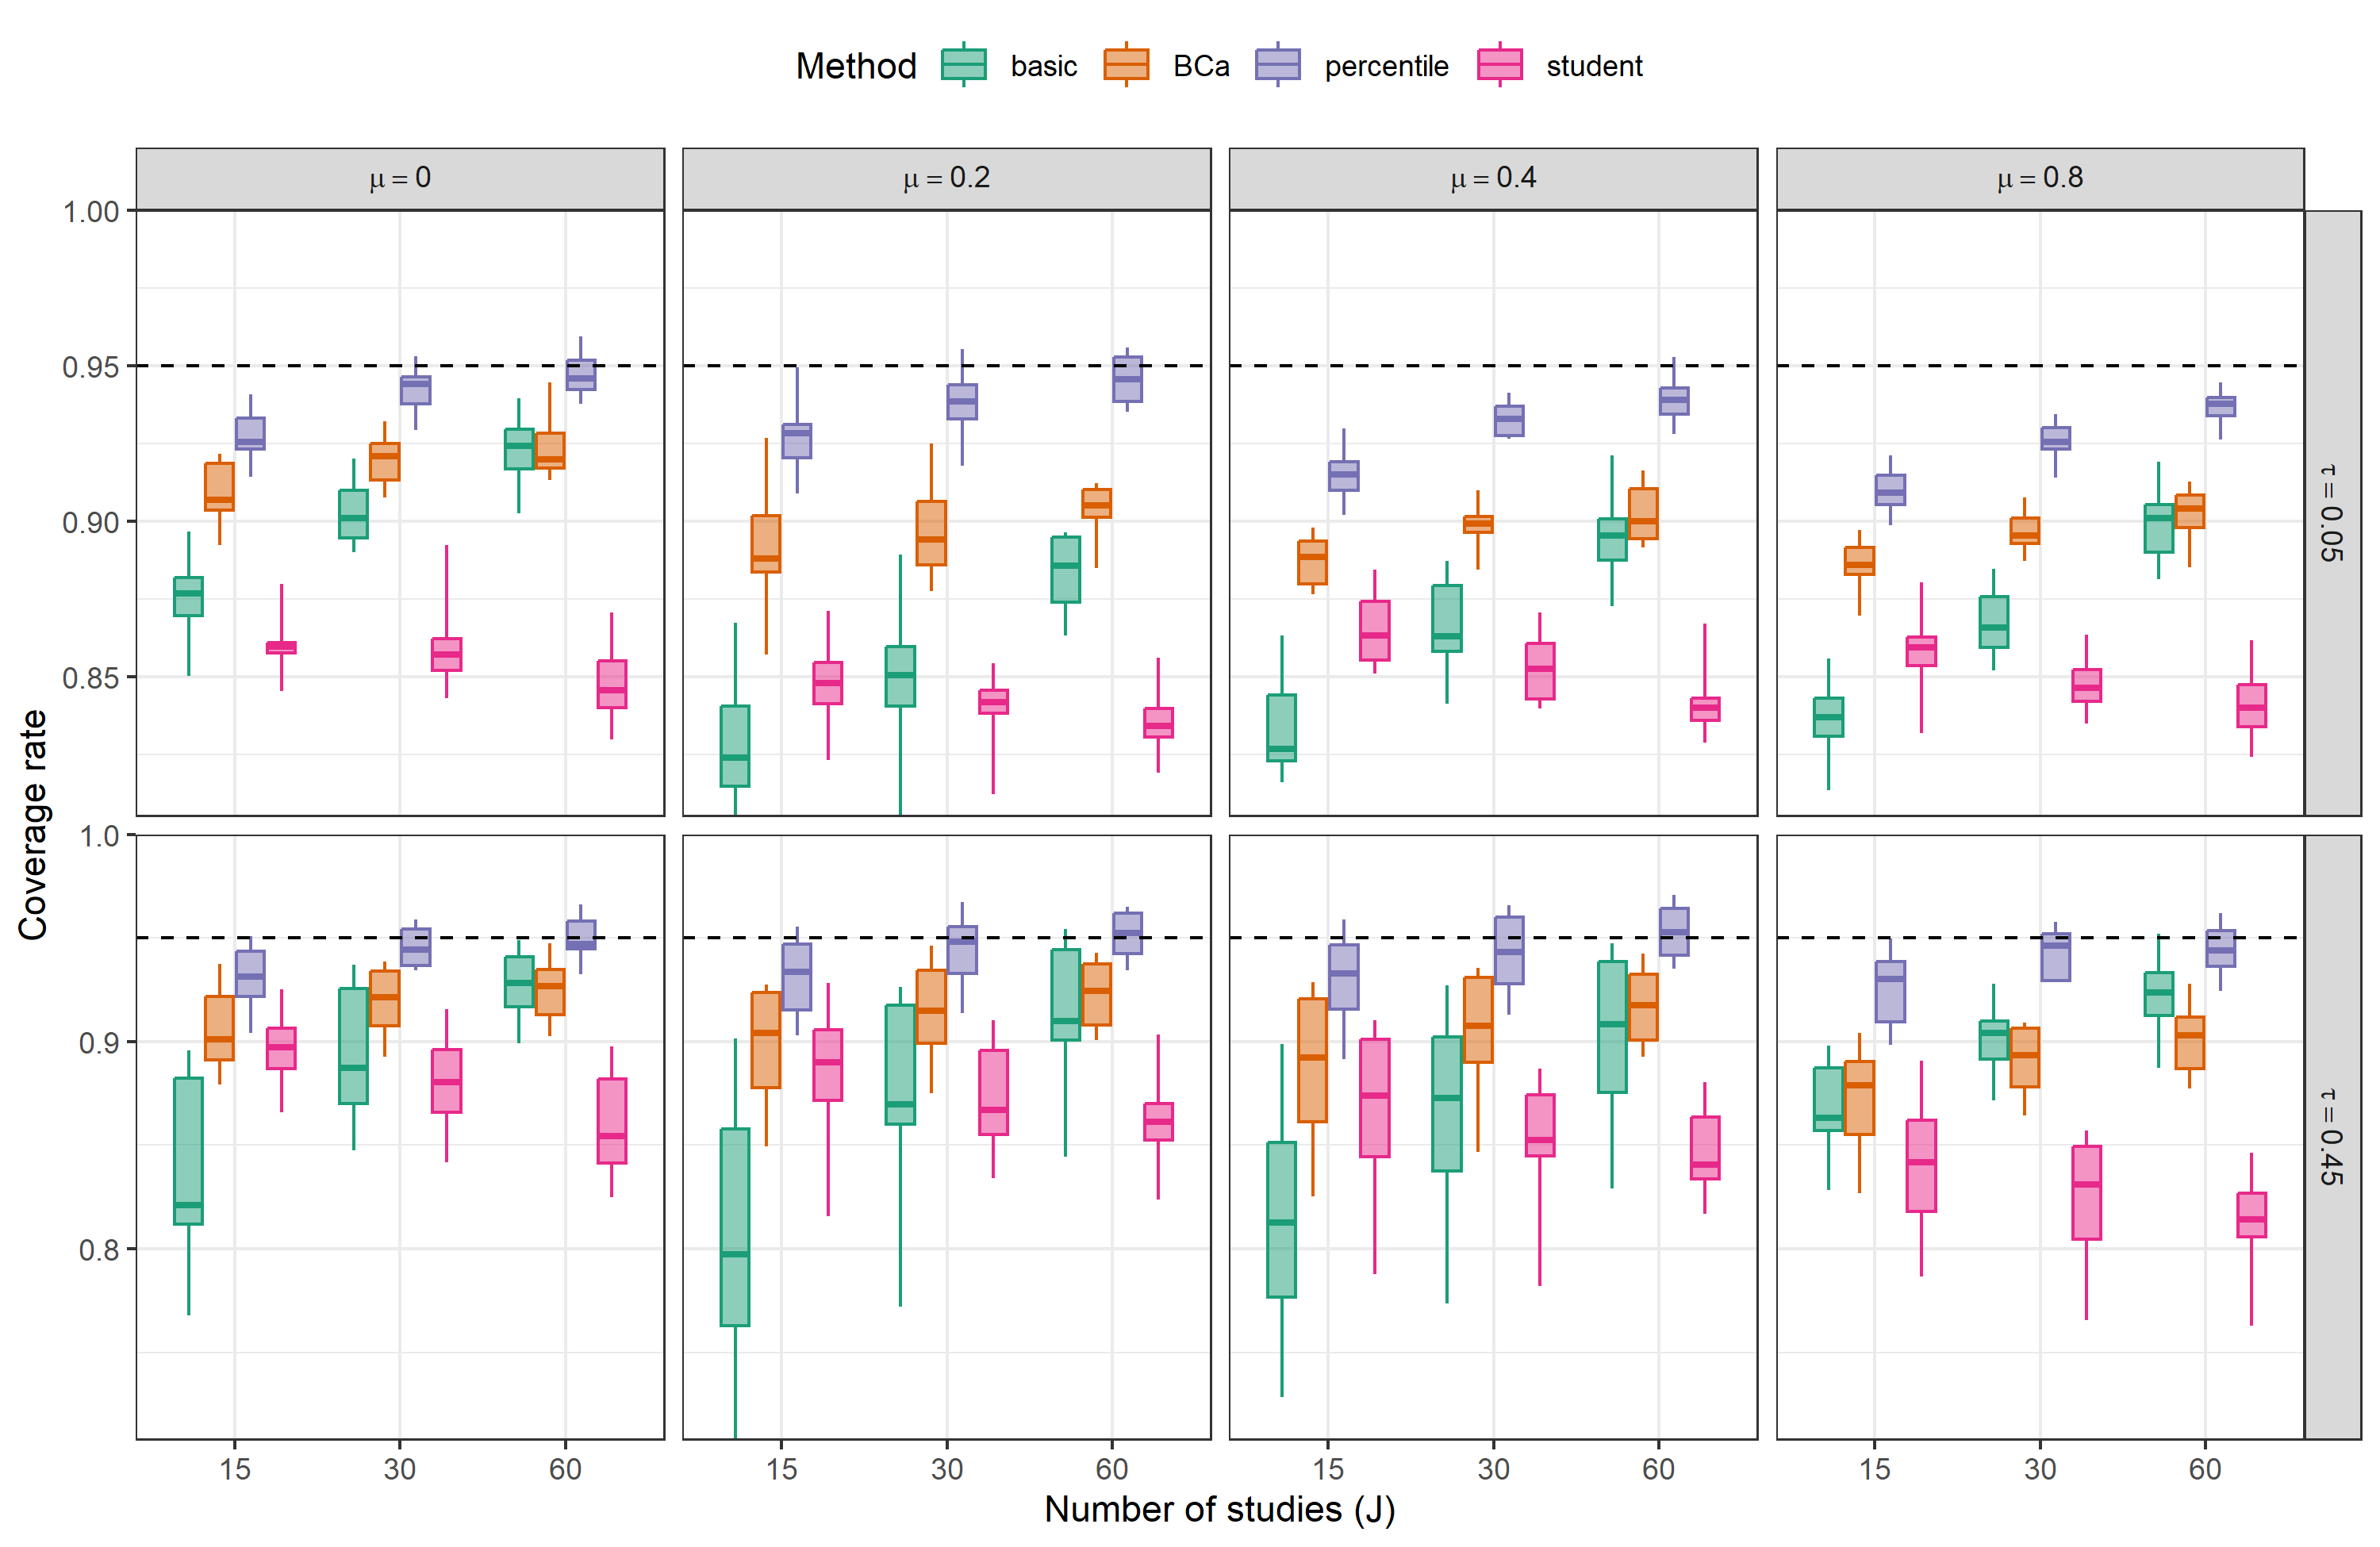 Method basic BCa percentile student
μ = 0 μ = 0.2 μ = 0.4 μ = 0.8
1.00
0.95
0.90
0.85
τ = 0.05
Coverage rate
1.0
0.9
0.8
τ = 0.45
15 30 60 15 30 60 15 30 60 15 30 60
Number of studies (J)